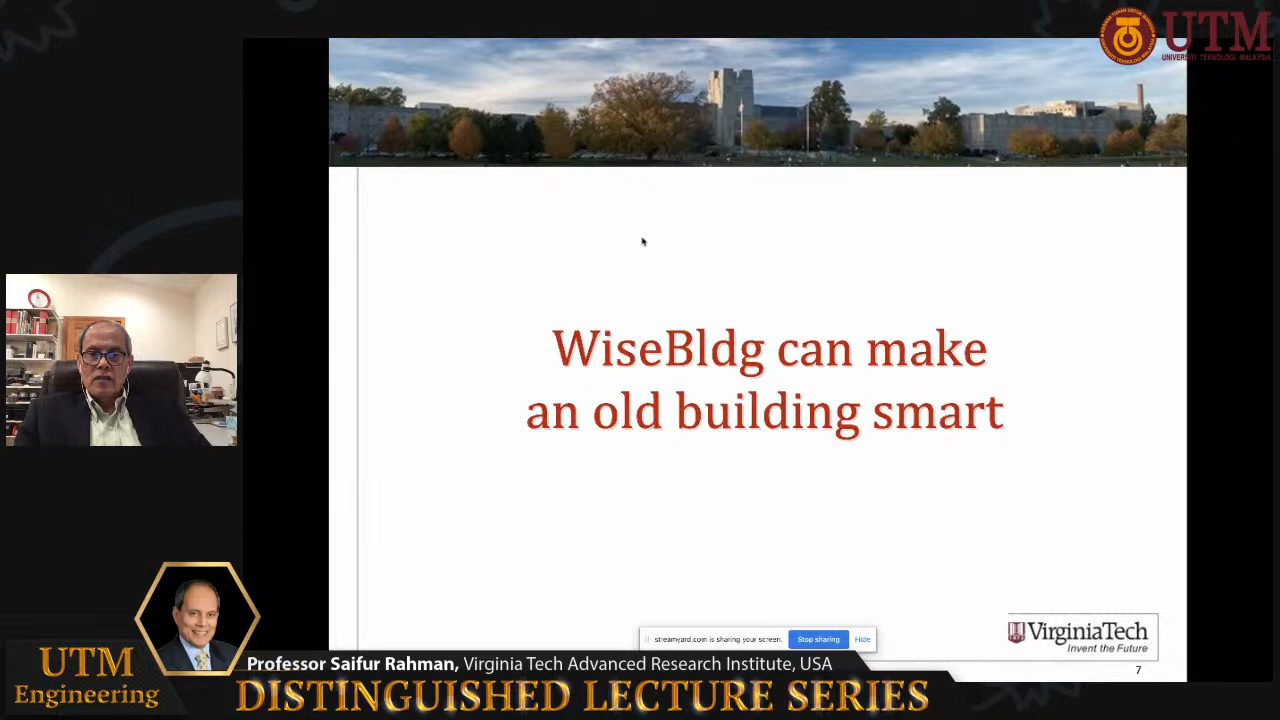 UTM
UNIVERSITI TEKNOLOGI MALAYSIA
WiseBldg can make
an old building smart
streamyard.com is sharing your screen.
Stop sharing
Hide
VirginiaTech
Invent the Future
7
Professor Saifur Rahman, Virginia Tech Advanced Research Institute, USA
UTM
Engineering
DISTINGUISHED LECTURE SERIES